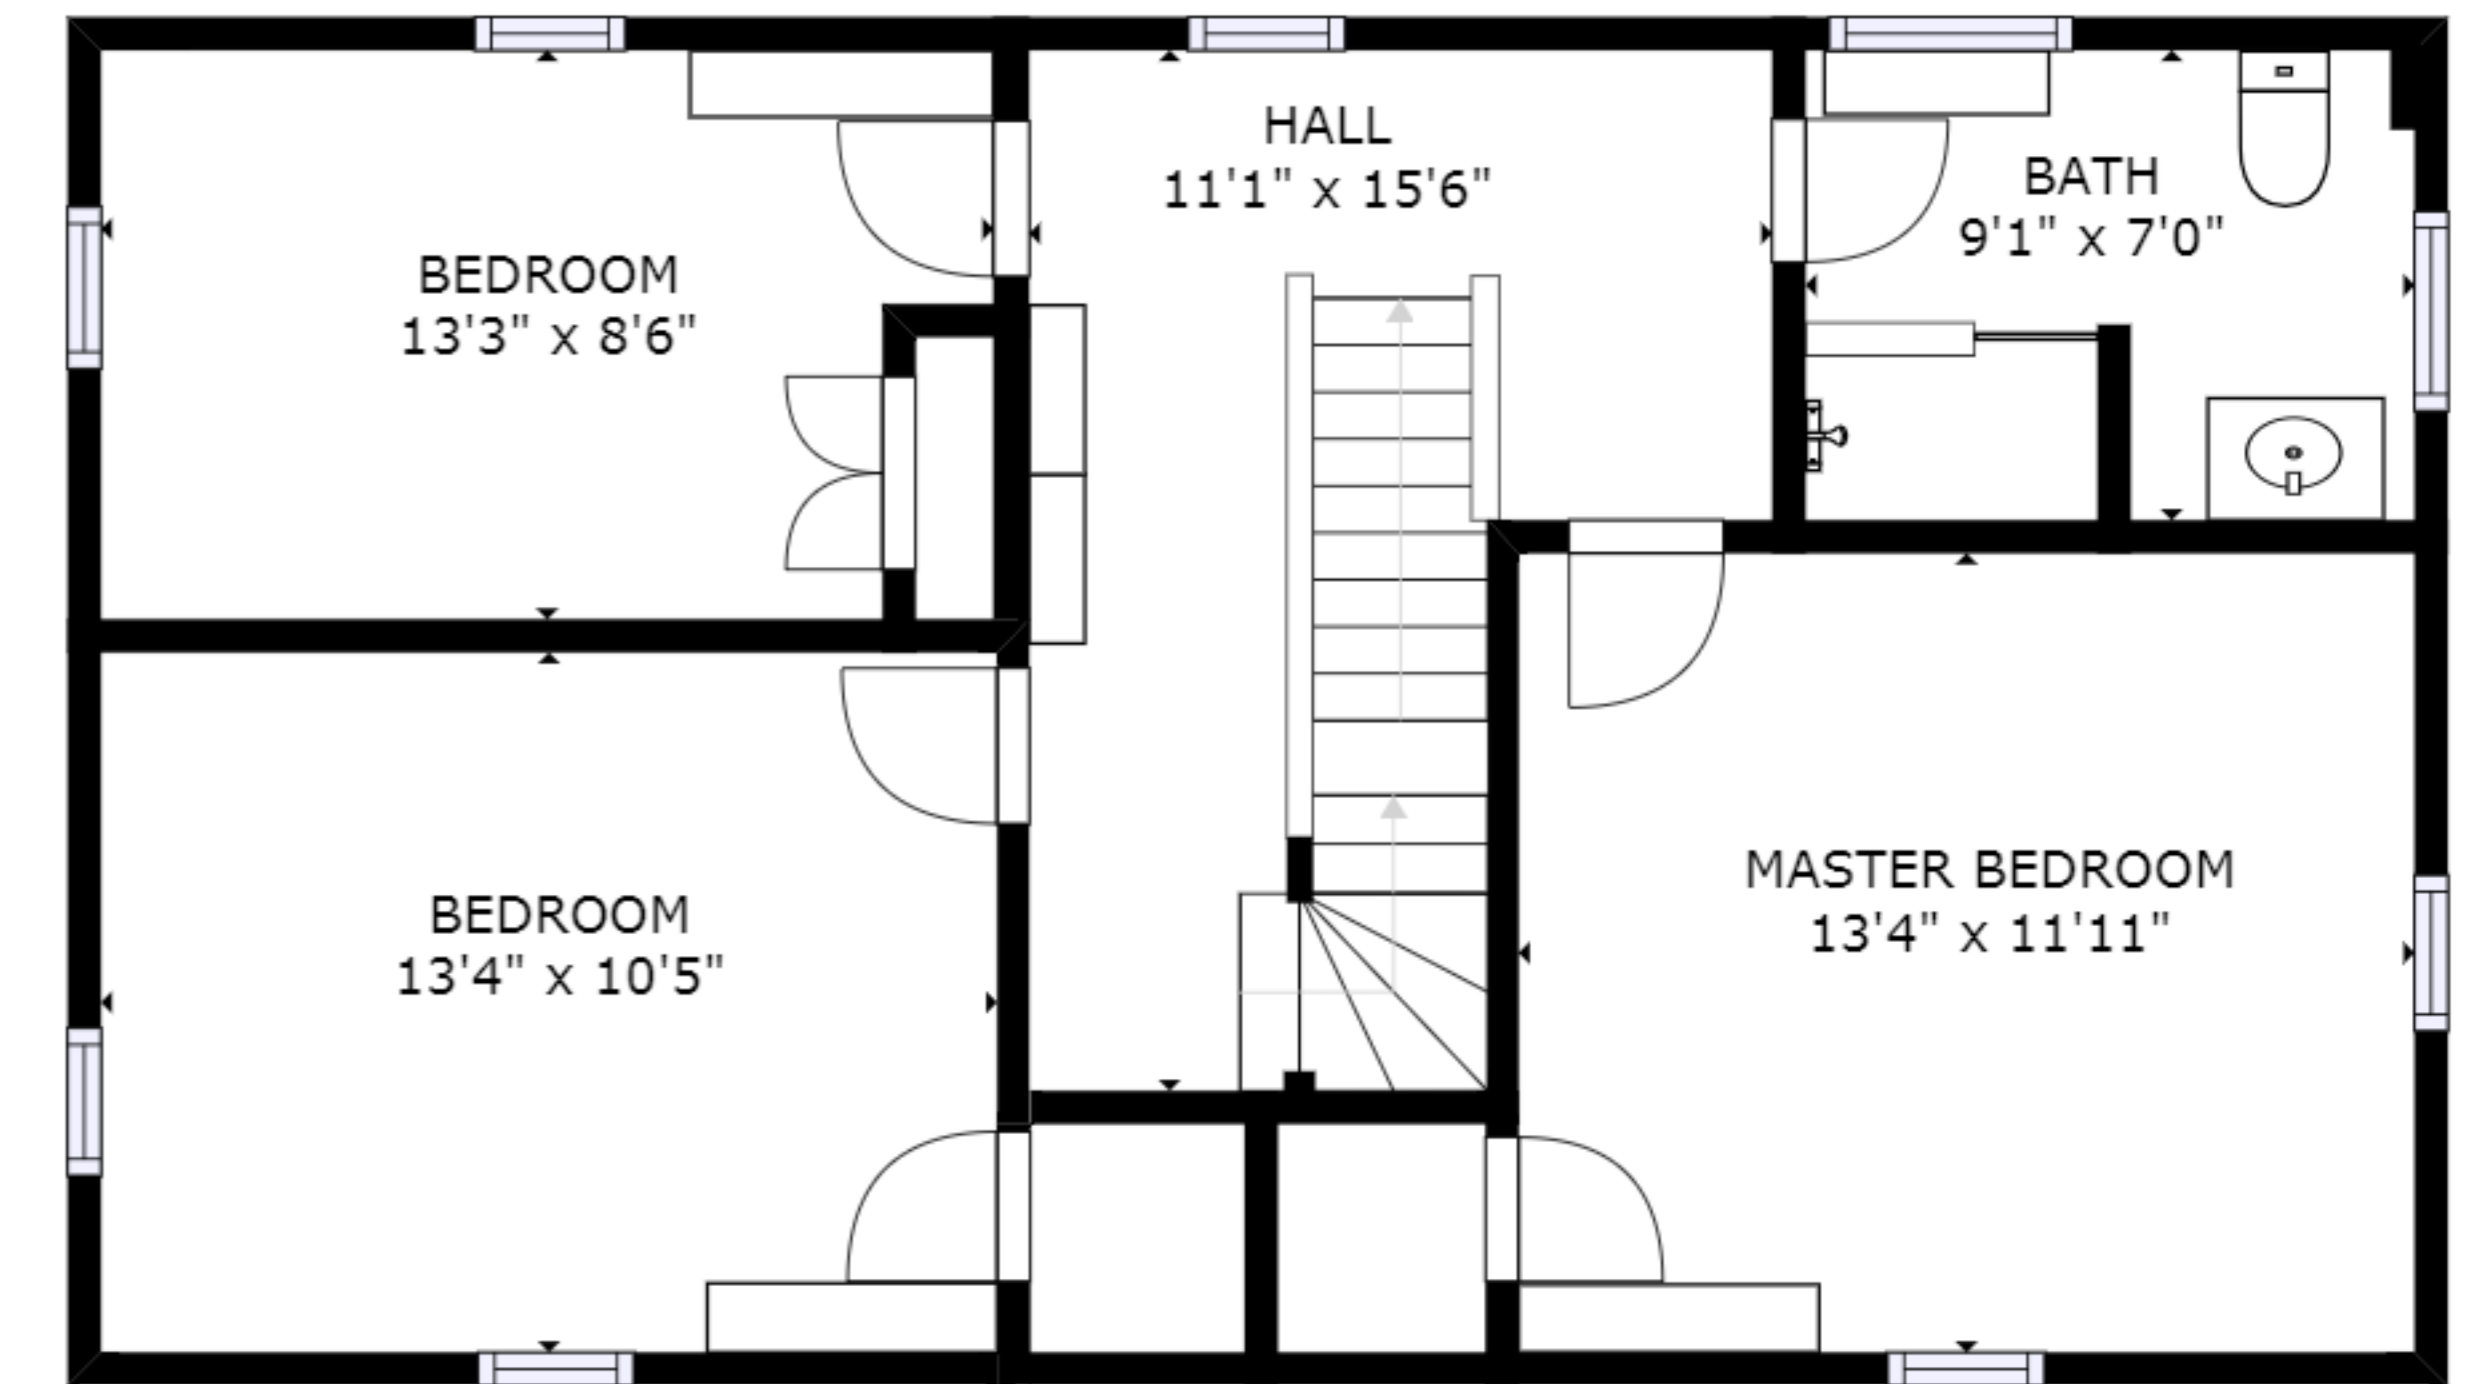 HALL
11'1" x 15'6"
BATH
9'1" x 7'0"
BEDROOM
13'3" x 8'6"
MASTER BEDROOM
13'4" x 11'11"
BEDROOM
13'4" x 10'5"